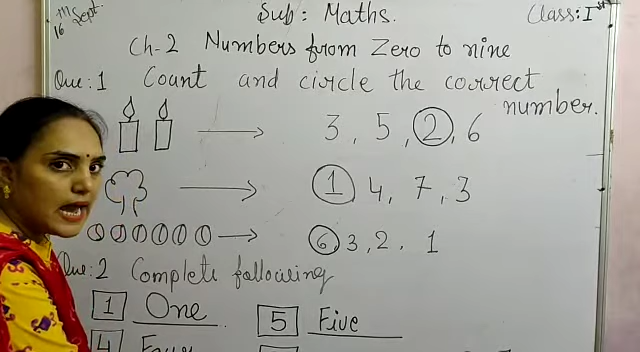 Sub: Maths.
16 Sept.
Class: I
Ch-2 Numbers from Zero to nine
Que:1 Count and circle the correct
number.
3, 5, 2, 6
1, 4, 7, 3
6, 3, 2, 1
Que:2 Complete following
1 One 5 Five
4 Four